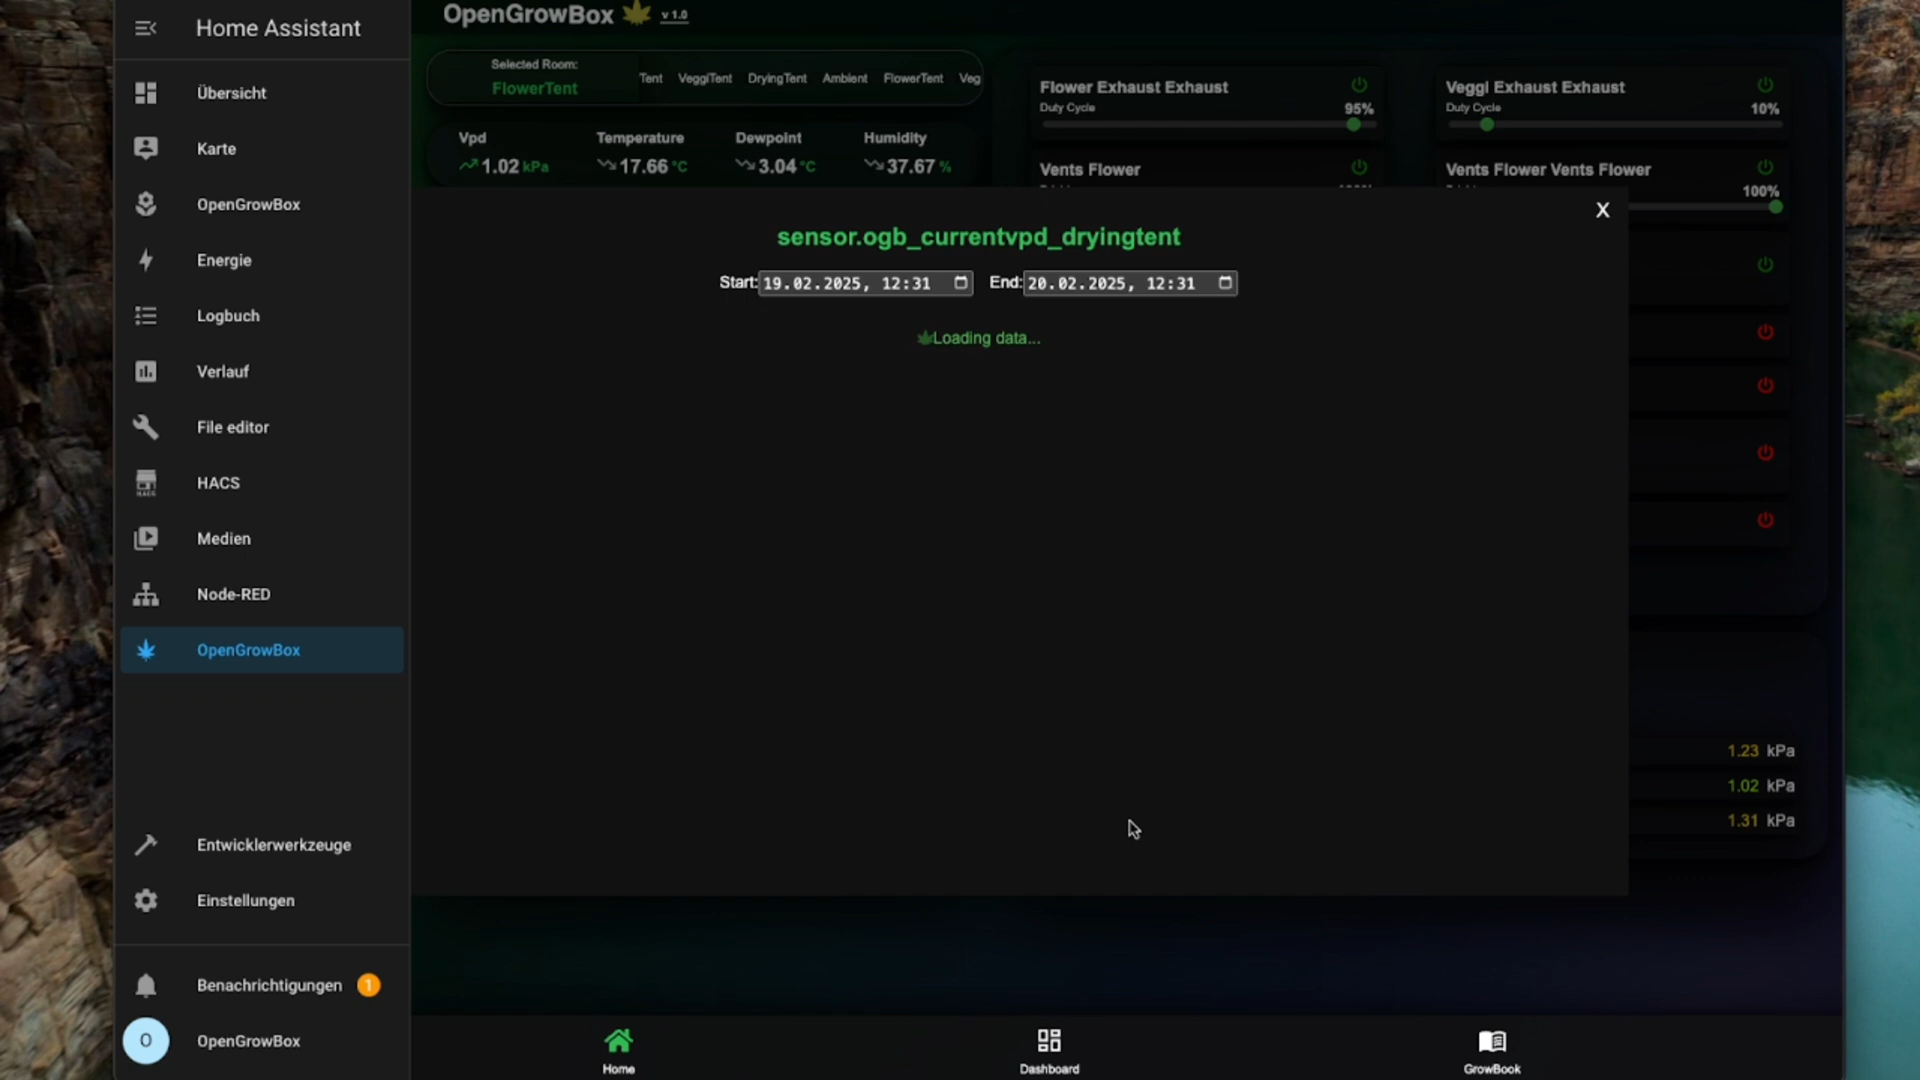 Home Assistant
Übersicht
Karte
OpenGrowBox
Energie
Logbuch
Verlauf
File editor
HACS
HACS
Medien
Node-RED
OpenGrowBox
Entwicklerwerkzeuge
Einstellungen
Benachrichtigungen 1
O OpenGrowBox
OpenGrowBox v 1.0
Selected Room:
FlowerTent
Tent VeggiTent DryingTent Ambient FlowerTent Veg
Vpd Temperature Dewpoint Humidity
1.02 kPa 17.66 °C 3.04 °C 37.67 %
Flower Exhaust Exhaust
Duty Cycle 95%
Veggi Exhaust Exhaust
Duty Cycle 10%
Vents Flower
Vents Flower Vents Flower
100%
X
sensor.ogb_currentvpd_dryingtent
Start: 19.02.2025, 12:31 End: 20.02.2025, 12:31
Loading data...
1.23 kPa
1.02 kPa
1.31 kPa
Home Dashboard GrowBook